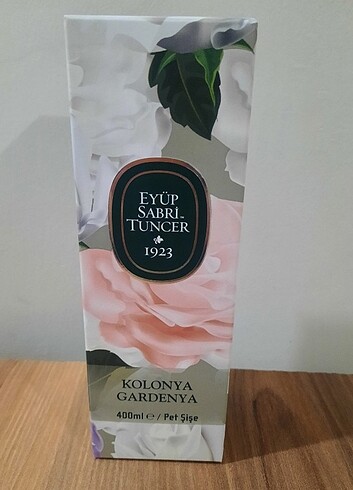 EYÜP
SABRİ
TUNCER
1923
KOLONYA
GARDENYA
400ml ℮ / Pet Şişe